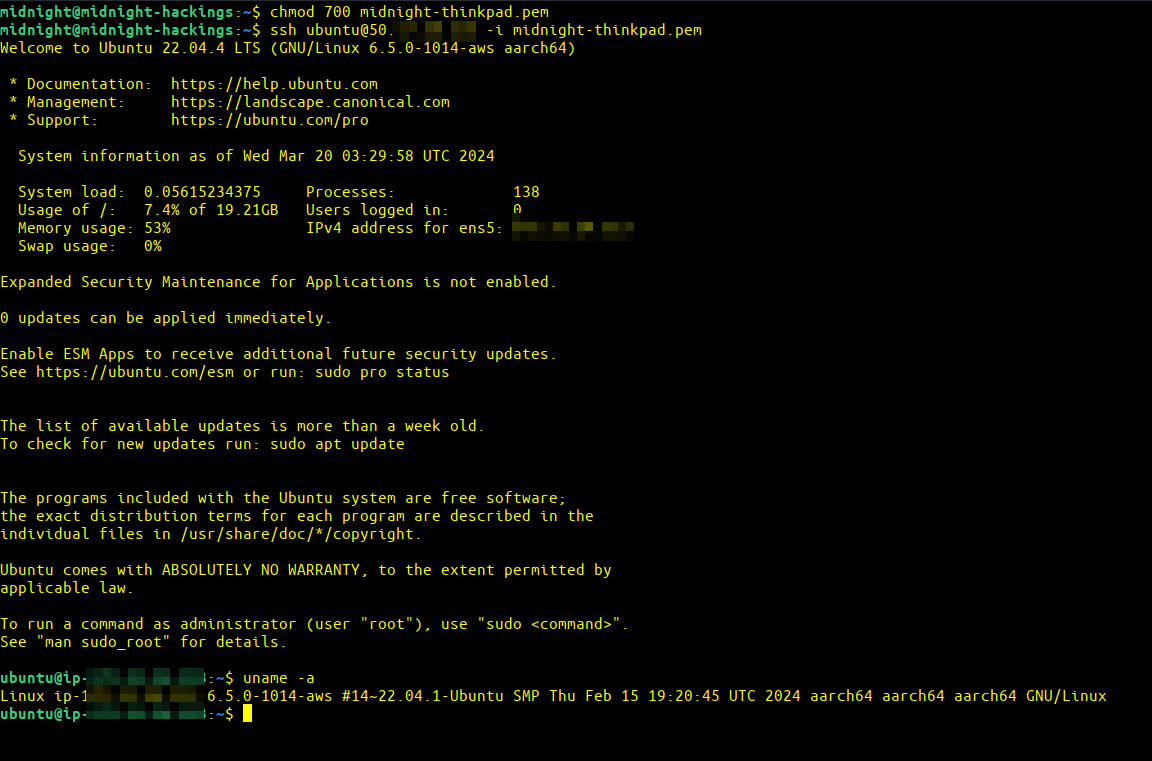 midnight@midnight-hackings:~$ chmod 700 midnight-thinkpad.pem
midnight@midnight-hackings:~$ ssh ubuntu@50. -i midnight-thinkpad.pem
Welcome to Ubuntu 22.04.4 LTS (GNU/Linux 6.5.0-1014-aws aarch64)
* Documentation: https://help.ubuntu.com
* Management: https://landscape.canonical.com
* Support: https://ubuntu.com/pro
System information as of Wed Mar 20 03:29:58 UTC 2024
System load: 0.05615234375 Processes: 138
Usage of /: 7.4% of 19.21GB Users logged in: 0
Memory usage: 53% IPv4 address for ens5:
Swap usage: 0%
Expanded Security Maintenance for Applications is not enabled.
0 updates can be applied immediately.
Enable ESM Apps to receive additional future security updates.
See https://ubuntu.com/esm or run: sudo pro status
The list of available updates is more than a week old.
To check for new updates run: sudo apt update
The programs included with the Ubuntu system are free software;
the exact distribution terms for each program are described in the
individual files in /usr/share/doc/*/copyright.
Ubuntu comes with ABSOLUTELY NO WARRANTY, to the extent permitted by
applicable law.
To run a command as administrator (user "root"), use "sudo <command>".
See "man sudo_root" for details.
ubuntu@ip- :~$ uname -a
Linux ip-1 6.5.0-1014-aws #14~22.04.1-Ubuntu SMP Thu Feb 15 19:20:45 UTC 2024 aarch64 aarch64 aarch64 GNU/Linux
ubuntu@ip- :~$